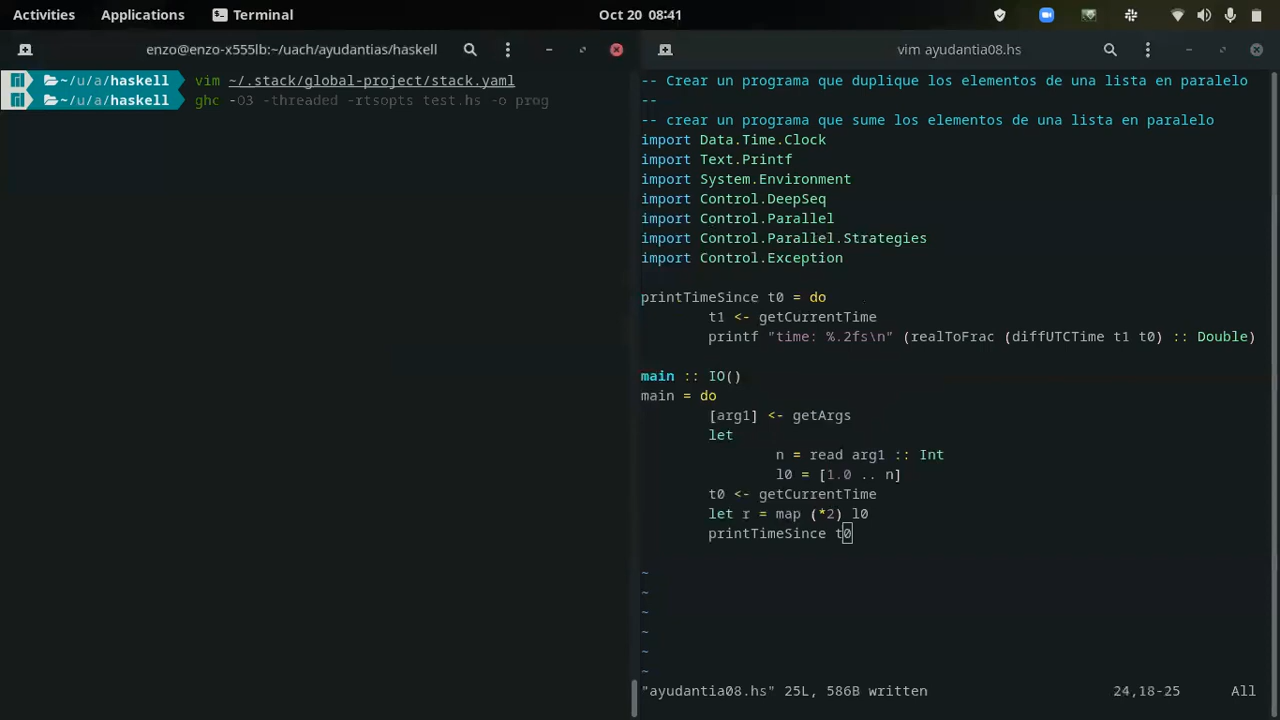 Activities Applications Terminal Oct 20 08:41
enzo@enzo-x555lb:~/uach/ayudantias/haskell
~/u/a/haskell vim ~/.stack/global-project/stack.yaml
~/u/a/haskell ghc -O3 -threaded -rtsopts test.hs -o prog
vim ayudantia08.hs
-- Crear un programa que duplique los elementos de una lista en paralelo
--
-- crear un programa que sume los elementos de una lista en paralelo
import Data.Time.Clock
import Text.Printf
import System.Environment
import Control.DeepSeq
import Control.Parallel
import Control.Parallel.Strategies
import Control.Exception
printTimeSince t0 = do
t1 <- getCurrentTime
printf "time: %.2fs\n" (realToFrac (diffUTCTime t1 t0) :: Double)
main :: IO()
main = do
[arg1] <- getArgs
let
n = read arg1 :: Int
l0 = [1.0 .. n]
t0 <- getCurrentTime
let r = map (*2) l0
printTimeSince t0
~
~
~
~
~
~
"ayudantia08.hs" 25L, 586B written 24,18-25 All